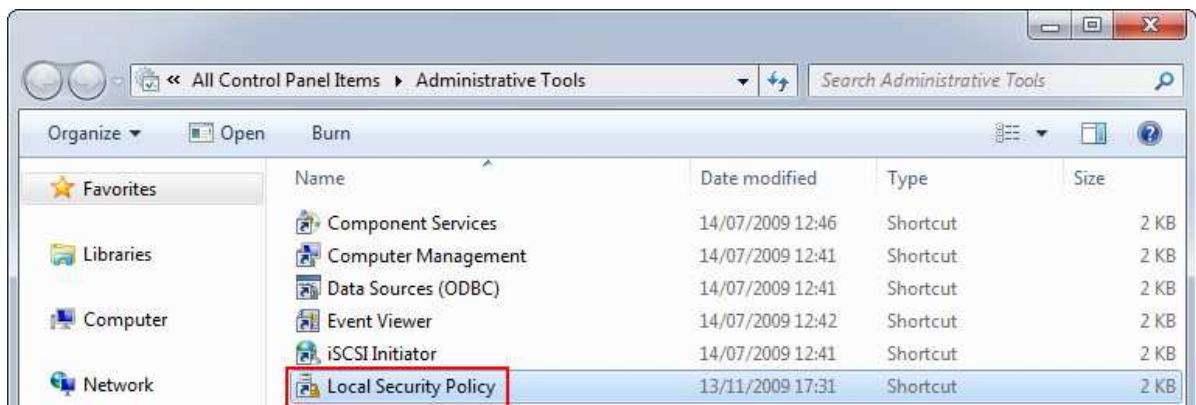 « All Control Panel Items ▸ Administrative Tools Search Administrative Tools
Organize Open Burn
Favorites
Libraries
Computer
Network
Name Date modified Type Size
Component Services 14/07/2009 12:46 Shortcut 2 KB
Computer Management 14/07/2009 12:41 Shortcut 2 KB
Data Sources (ODBC) 14/07/2009 12:41 Shortcut 2 KB
Event Viewer 14/07/2009 12:42 Shortcut 2 KB
iSCSI Initiator 14/07/2009 12:41 Shortcut 2 KB
Local Security Policy 13/11/2009 17:31 Shortcut 2 KB